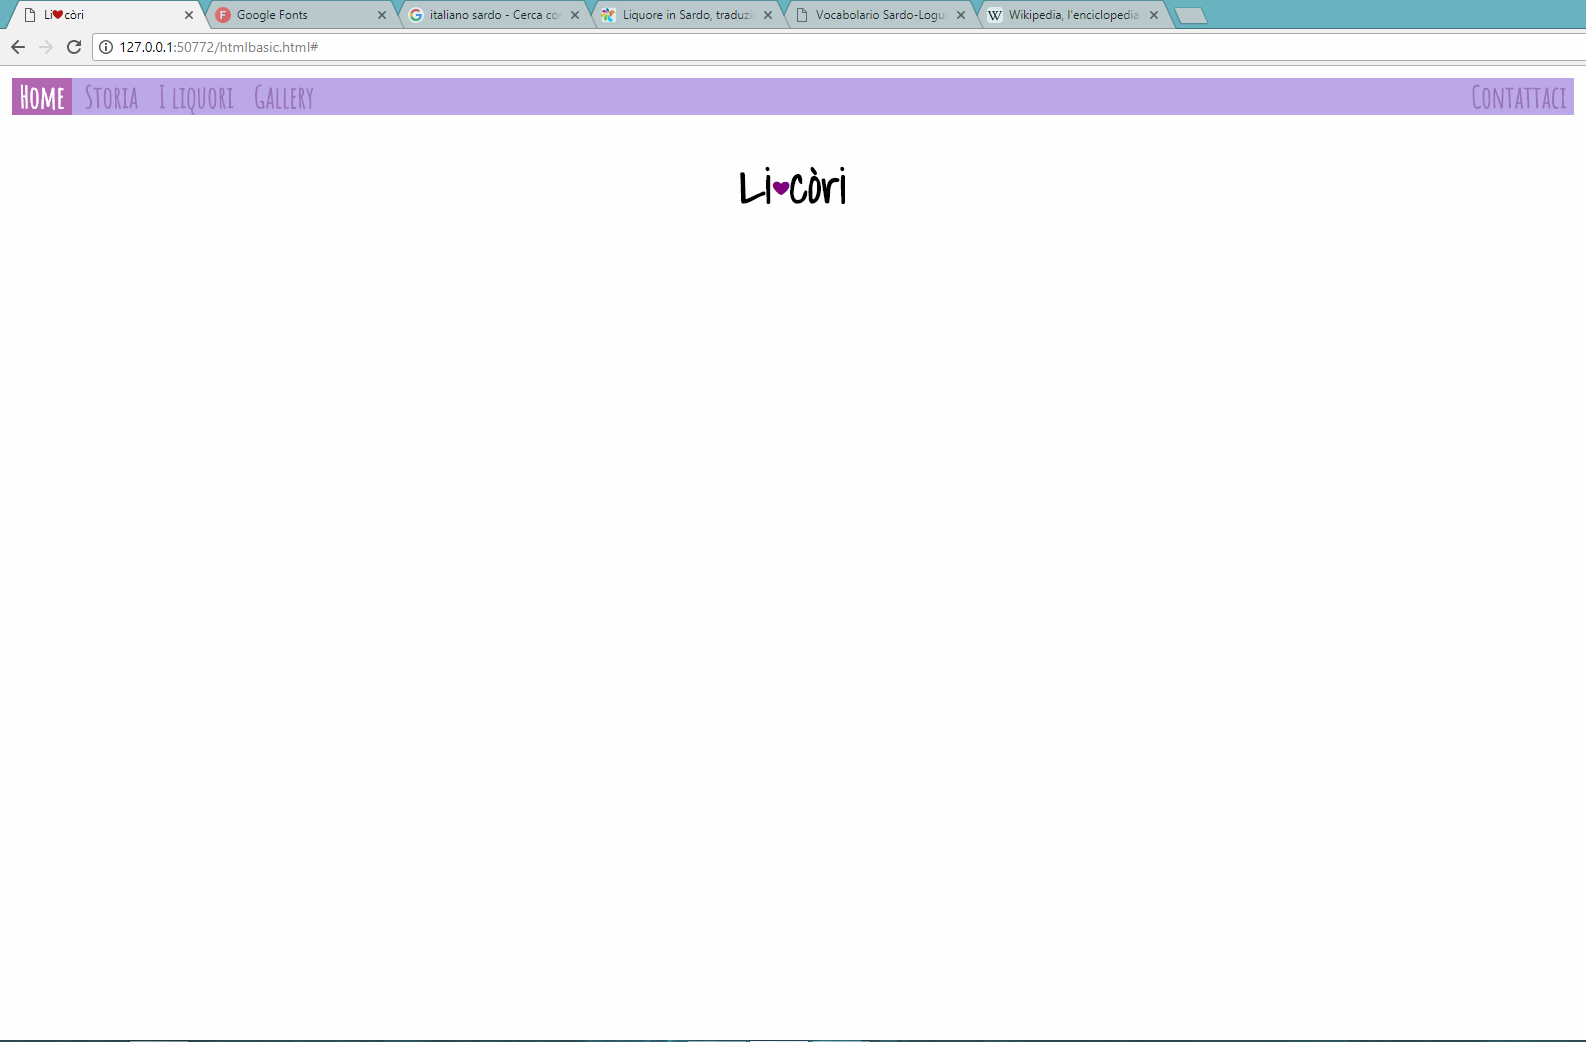 Li❤còri
Google Fonts
italiano sardo - Cerca co
Liquore in Sardo, traduzi
Vocabolario Sardo-Logu
Wikipedia, l'enciclopedia
127.0.0.1:50772/htmlbasic.html#
Home Storia I liquori Gallery Contattaci
Li♥còri